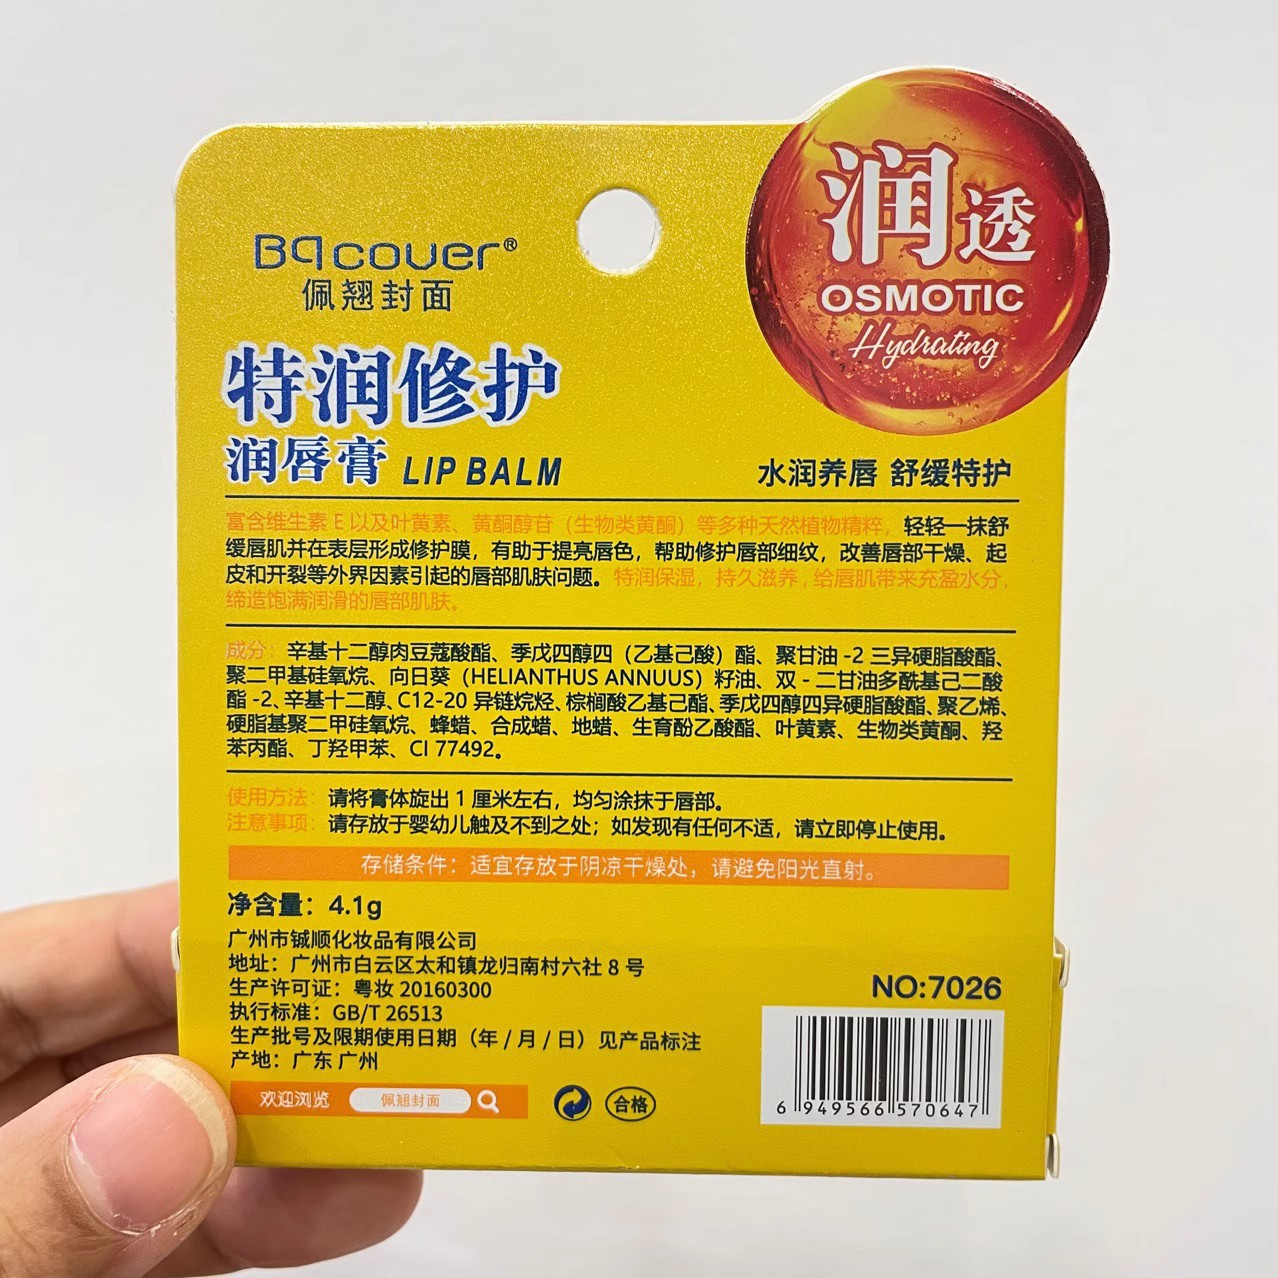 Bqcover®
佩翘封面
润透
OSMOTIC
Hydrating
特润修护
润唇膏 LIP BALM
水润养唇 舒缓特护
富含维生素 E 以及叶黄素、黄酮醇苷（生物类黄酮）等多种天然植物精粹，轻轻一抹舒
缓唇肌并在表层形成修护膜，有助于提亮唇色，帮助修护唇部细纹，改善唇部干燥、起
皮和开裂等外界因素引起的唇部肌肤问题。特润保湿，持久滋养，给唇肌带来充盈水分，
缔造饱满润滑的唇部肌肤。
成分：辛基十二醇肉豆蔻酸酯、季戊四醇四（乙基己酸）酯、聚甘油 -2 三异硬脂酸酯、
聚二甲基硅氧烷、向日葵（HELIANTHUS ANNUUS）籽油、双 - 二甘油多酰基己二酸
酯 -2、辛基十二醇、C12-20 异链烷烃、棕榈酸乙基己酯、季戊四醇四异硬脂酸酯、聚乙烯、
硬脂基聚二甲硅氧烷、蜂蜡、合成蜡、地蜡、生育酚乙酸酯、叶黄素、生物类黄酮、羟
苯丙酯、丁羟甲苯、CI 77492。
使用方法：请将膏体旋出 1 厘米左右，均匀涂抹于唇部。
注意事项：请存放于婴幼儿触及不到之处；如发现有任何不适，请立即停止使用。
存储条件：适宜存放于阴凉干燥处，请避免阳光直射。
净含量：4.1g
广州市铖顺化妆品有限公司
地址：广州市白云区太和镇龙归南村六社 8 号
生产许可证：粤妆 20160300
执行标准：GB/T 26513
生产批号及限期使用日期（年 / 月 / 日）见产品标注
产地：广东 广州
NO:7026
欢迎浏览 佩翘封面
合格
6 949566 570647